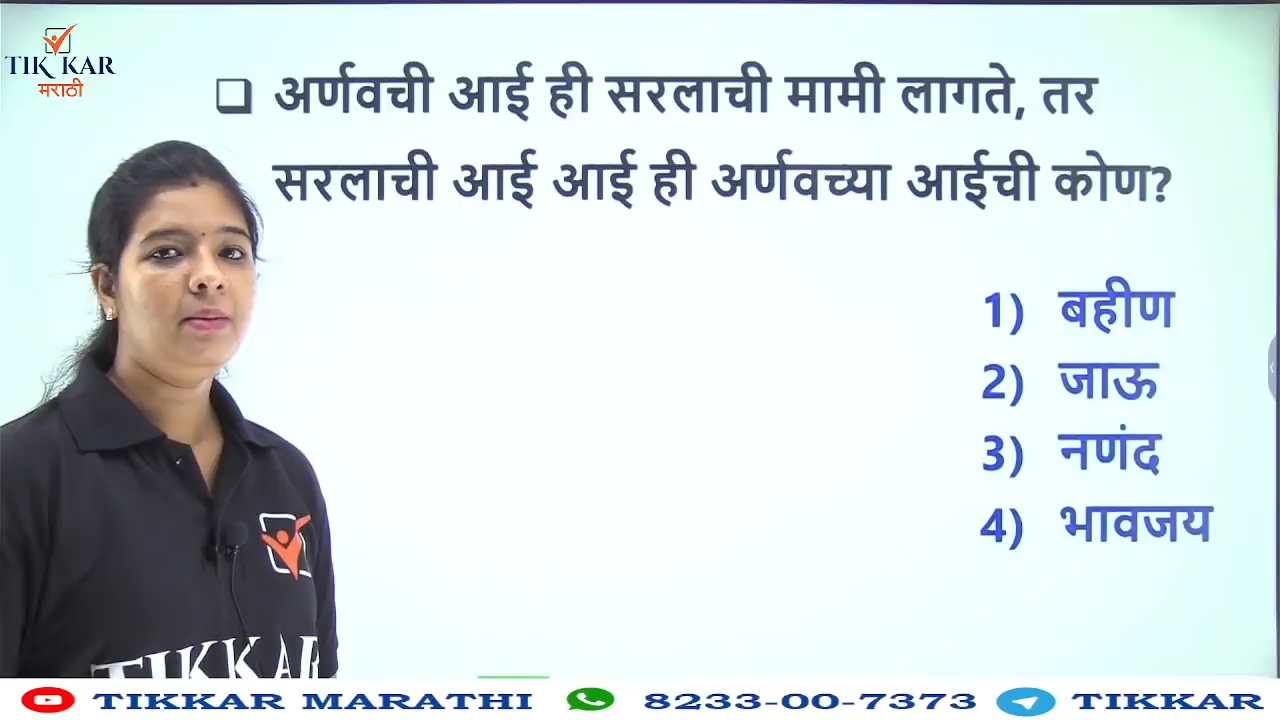 TIK KAR
मराठी
❑ अर्णवची आई ही सरलाची मामी लागते, तर
सरलाची आई आई ही अर्णवच्या आईची कोण?
1) बहीण
2) जाऊ
3) नणंद
4) भावजय
TIKKAR
TIKKAR MARATHI 8233-00-7373 TIKKAR